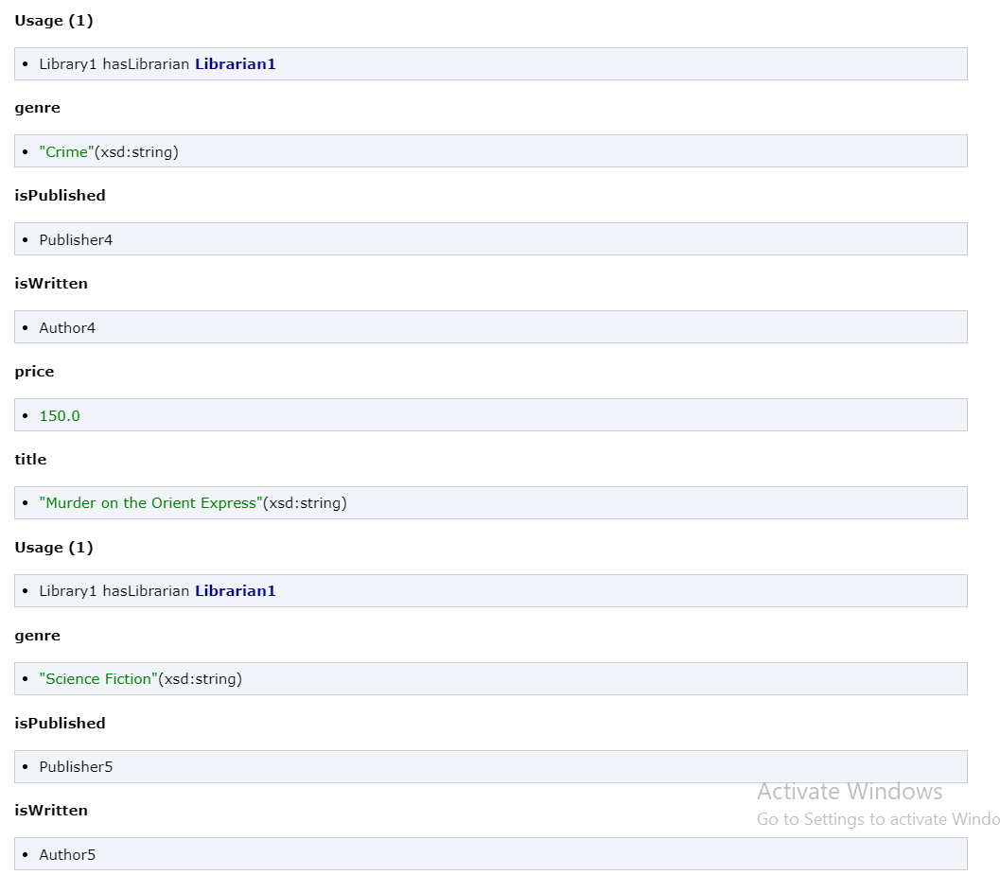 Usage (1)
• Library1 hasLibrarian Librarian1
genre
• "Crime"(xsd:string)
isPublished
• Publisher4
isWritten
• Author4
price
• 150.0
title
• "Murder on the Orient Express"(xsd:string)
Usage (1)
• Library1 hasLibrarian Librarian1
genre
• "Science Fiction"(xsd:string)
isPublished
• Publisher5
Activate Windows
isWritten
Go to Settings to activate Windo
• Author5